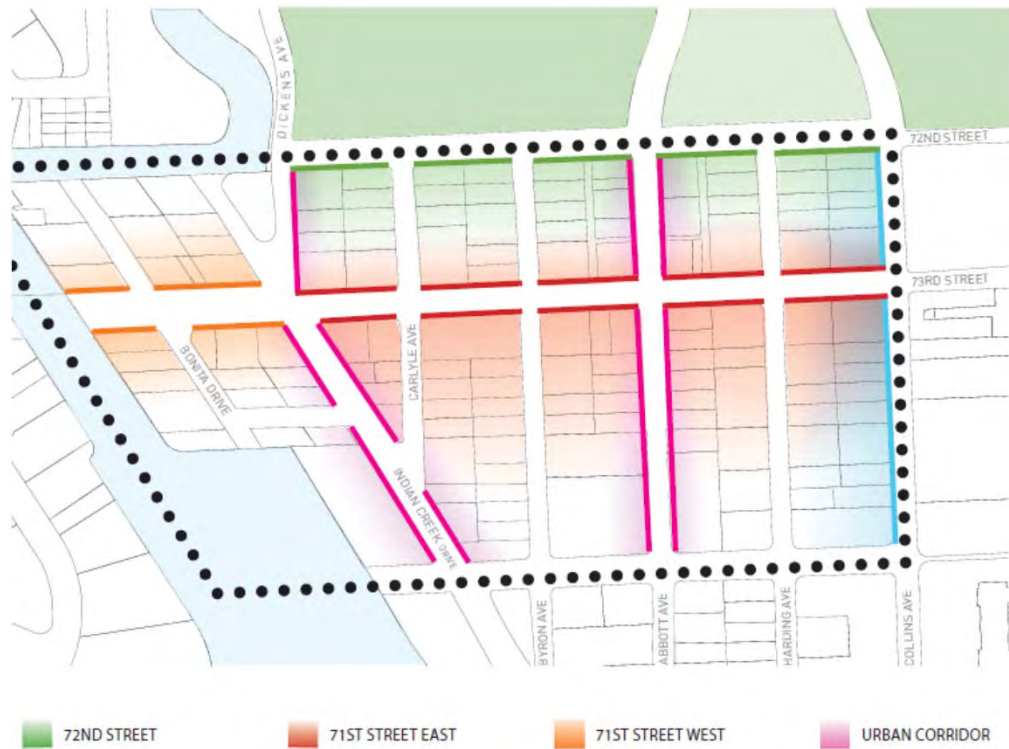 DICKENS AVE
72ND STREET
73RD STREET
CARLYLE AVE
BONITA DRIVE
INDIAN CREEK DRIVE
BYRON AVE
ABBOTT AVE
HARDING AVE
COLLINS AVE
72ND STREET
71ST STREET EAST
71ST STREET WEST
URBAN CORRIDOR